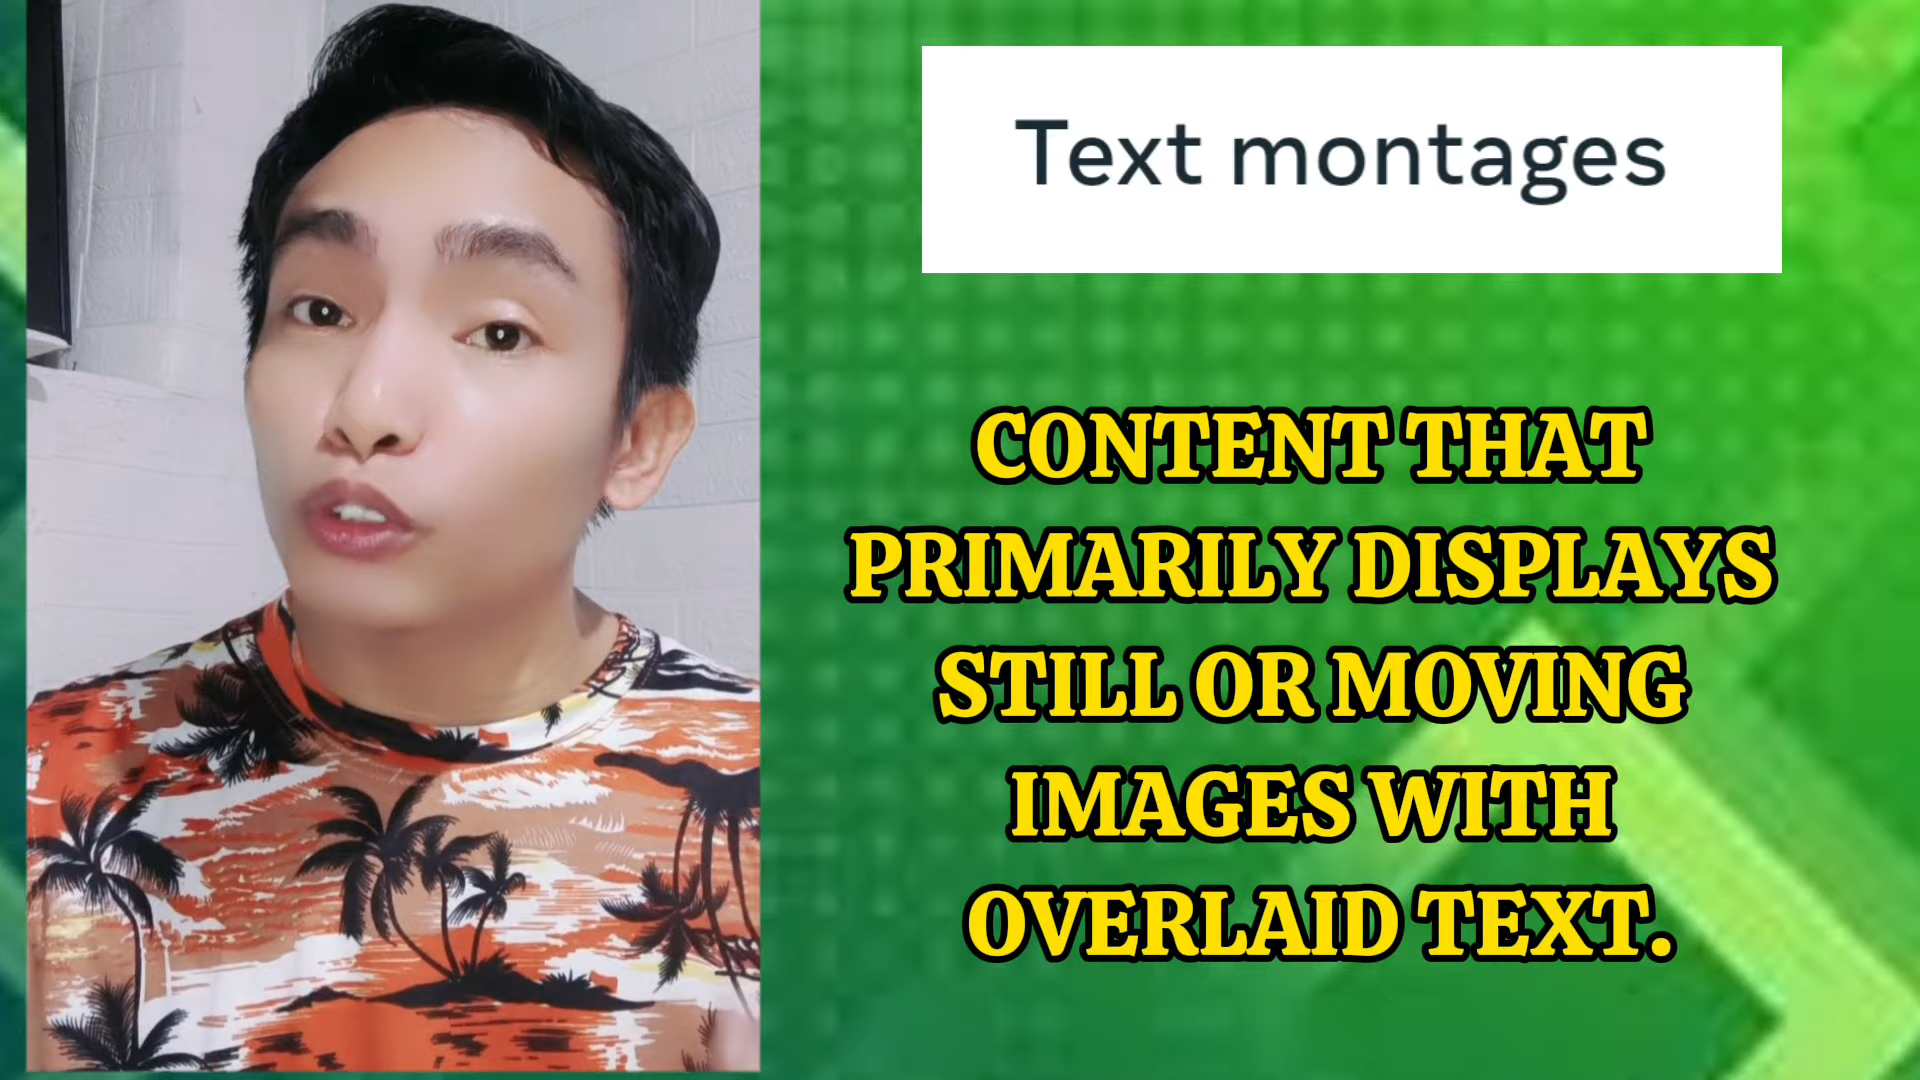 Text montages
CONTENT THAT
PRIMARILY DISPLAYS
STILL OR MOVING
IMAGES WITH
OVERLAID TEXT.